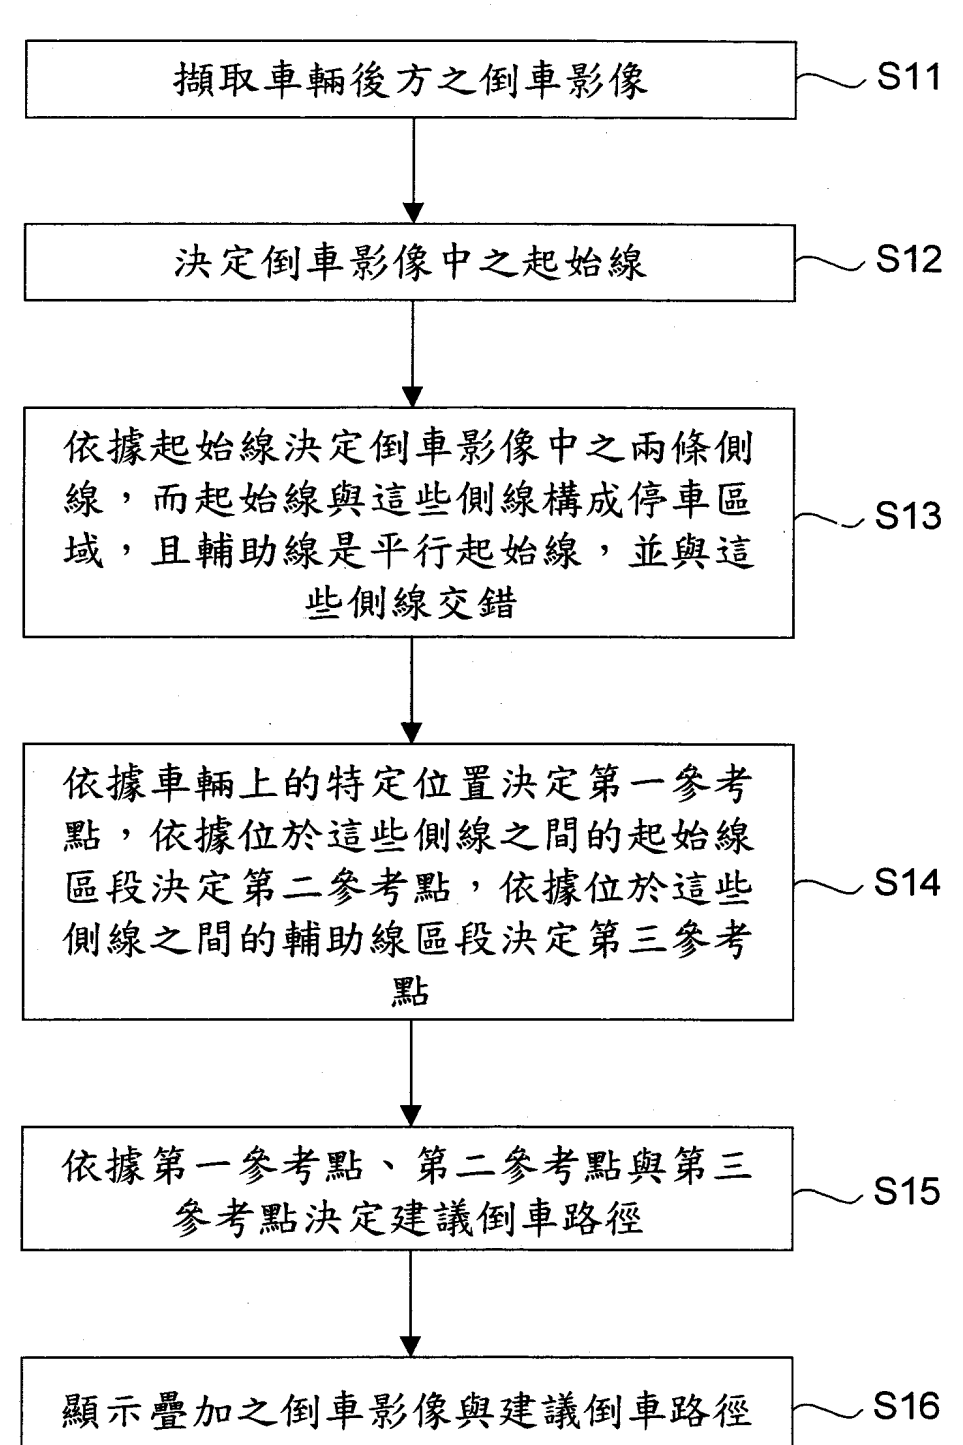 擷取車輛後方之倒車影像
S11
決定倒車影像中之起始線
S12
依據起始線決定倒車影像中之兩條側
線，而起始線與這些側線構成停車區
域，且輔助線是平行起始線，並與這
些側線交錯
S13
依據車輛上的特定位置決定第一參考
點，依據位於這些側線之間的起始線
區段決定第二參考點，依據位於這些
側線之間的輔助線區段決定第三參考
點
S14
依據第一參考點、第二參考點與第三
參考點決定建議倒車路徑
S15
顯示疊加之倒車影像與建議倒車路徑
S16